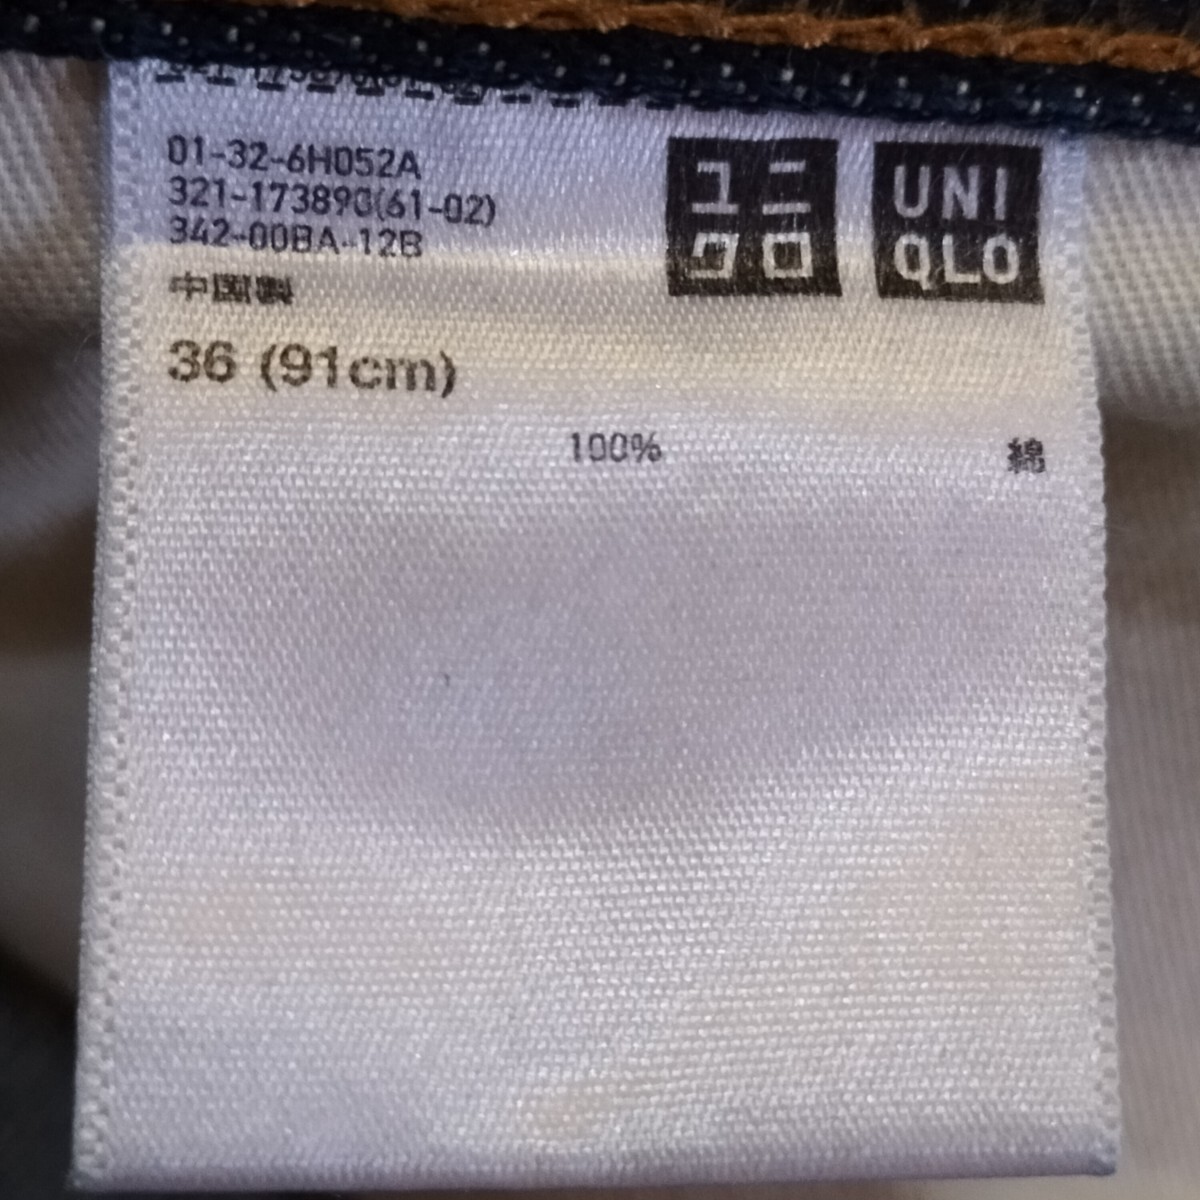 01-32-6H052A
321-173890(61-02)
342-00BA-12B
中国製
36 (91cm)
100% 綿
ユニ
クロ
UNI
QLO